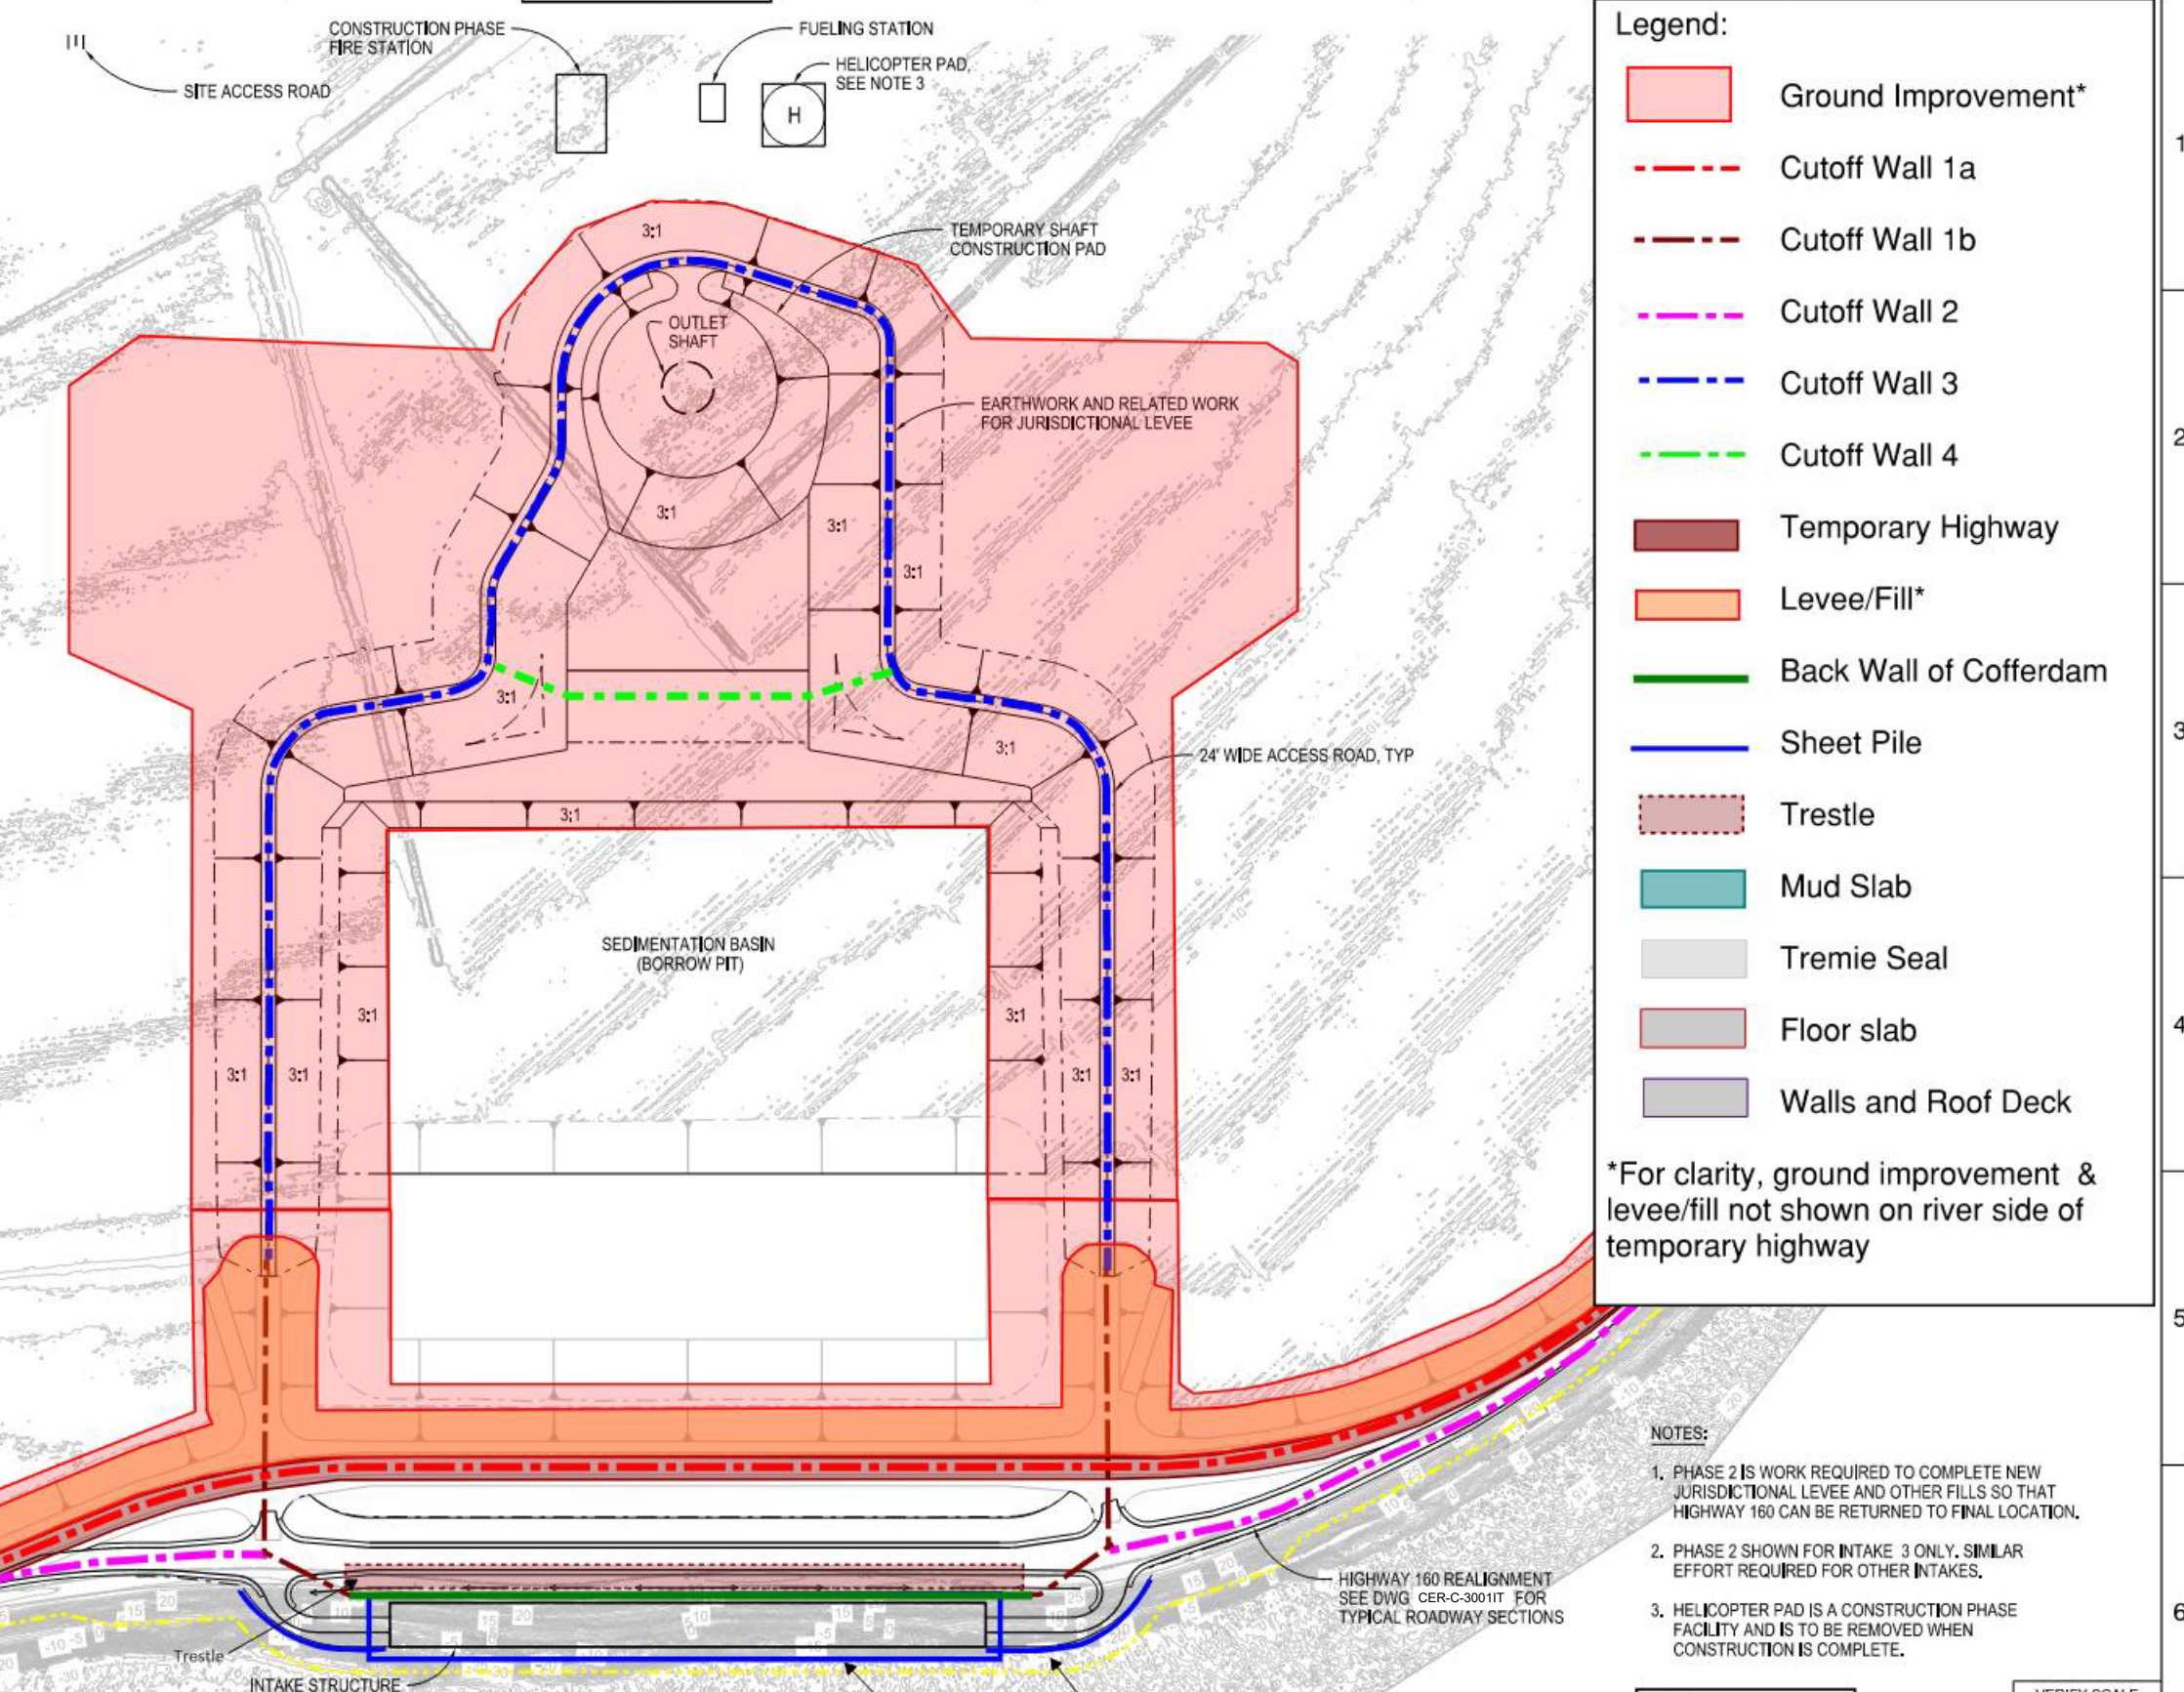 CONSTRUCTION PHASE
FIRE STATION
FUELING STATION
HELICOPTER PAD,
SEE NOTE 3
SITE ACCESS ROAD
H
3:1
TEMPORARY SHAFT
CONSTRUCTION PAD
OUTLET
SHAFT
EARTHWORK AND RELATED WORK
FOR JURISDICTIONAL LEVEE
3:1
3:1
3:1
3:1
3:1
24' WIDE ACCESS ROAD, TYP
3:1
SEDIMENTATION BASIN
(BORROW PIT)
3:1
3:1
3:1
3:1
3:1
3:1
HIGHWAY 160 REALIGNMENT
SEE DWG CER-C-3001IT FOR
TYPICAL ROADWAY SECTIONS
Trestle
INTAKE STRUCTURE
Legend:
Ground Improvement*
Cutoff Wall 1a
Cutoff Wall 1b
Cutoff Wall 2
Cutoff Wall 3
Cutoff Wall 4
Temporary Highway
Levee/Fill*
Back Wall of Cofferdam
Sheet Pile
Trestle
Mud Slab
Tremie Seal
Floor slab
Walls and Roof Deck
*For clarity, ground improvement &
levee/fill not shown on river side of
temporary highway
NOTES:
1. PHASE 2 IS WORK REQUIRED TO COMPLETE NEW
JURISDICTIONAL LEVEE AND OTHER FILLS SO THAT
HIGHWAY 160 CAN BE RETURNED TO FINAL LOCATION.
2. PHASE 2 SHOWN FOR INTAKE 3 ONLY. SIMILAR
EFFORT REQUIRED FOR OTHER INTAKES.
3. HELICOPTER PAD IS A CONSTRUCTION PHASE
FACILITY AND IS TO BE REMOVED WHEN
CONSTRUCTION IS COMPLETE.
1
2
3
4
5
6